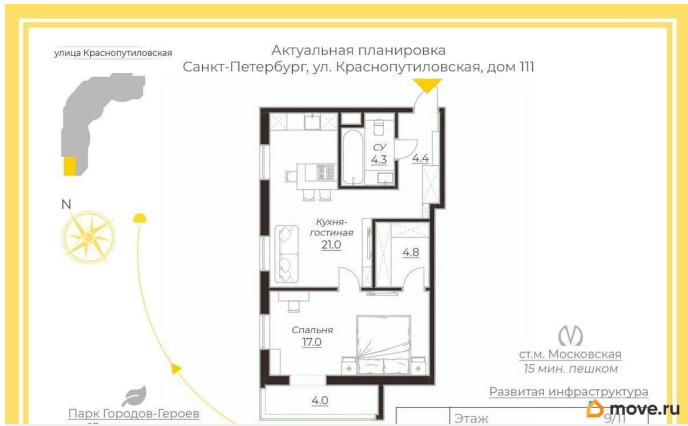 улица Краснопутиловская
Актуальная планировка
Санкт-Петербург, ул. Краснопутиловская, дом 111
СУ
4.3
4.4
N
Кухня-
гостиная
21.0
4.8
Спальня
17.0
ст.м. Московская
15 мин. пешком
Развитая инфраструктура
4.0
Парк Городов-Героев
Этаж
9/11
move.ru